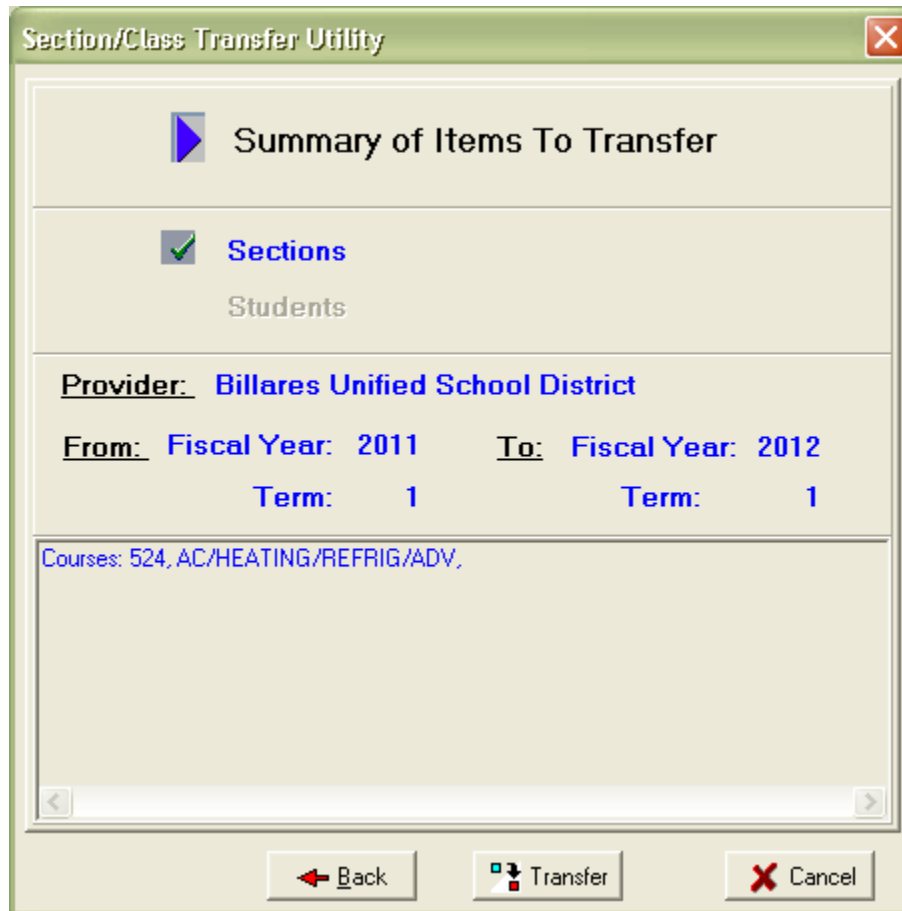 Section/Class Transfer Utility
Summary of Items To Transfer
Sections
Students
Provider: Billares Unified School District
From: Fiscal Year: 2011 To: Fiscal Year: 2012
Term: 1 Term: 1
Courses: 524, AC/HEATING/REFRIG/ADV,
Back Transfer Cancel